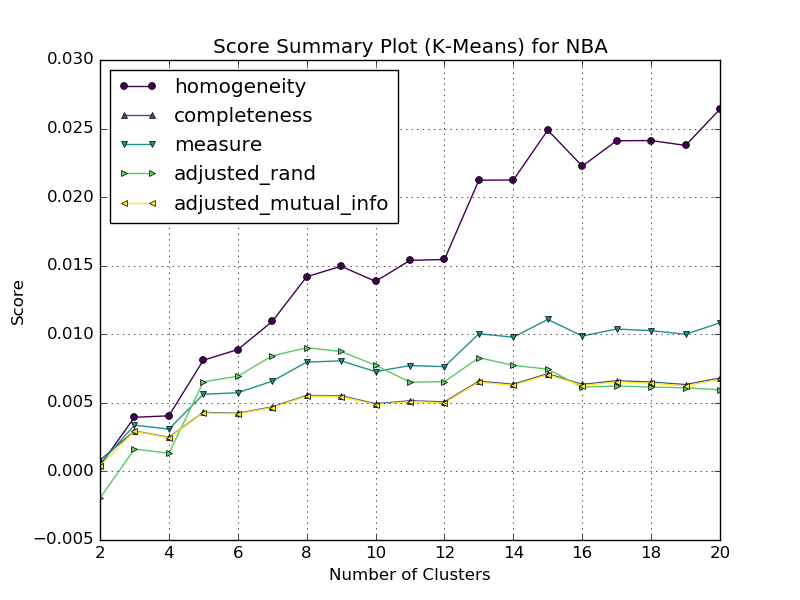 Score Summary Plot (K-Means) for NBA
0.030
0.025
0.020
0.015
0.010
0.005
0.000
−0.005
Score
homogeneity
completeness
measure
adjusted_rand
adjusted_mutual_info
2 4 6 8 10 12 14 16 18 20
Number of Clusters